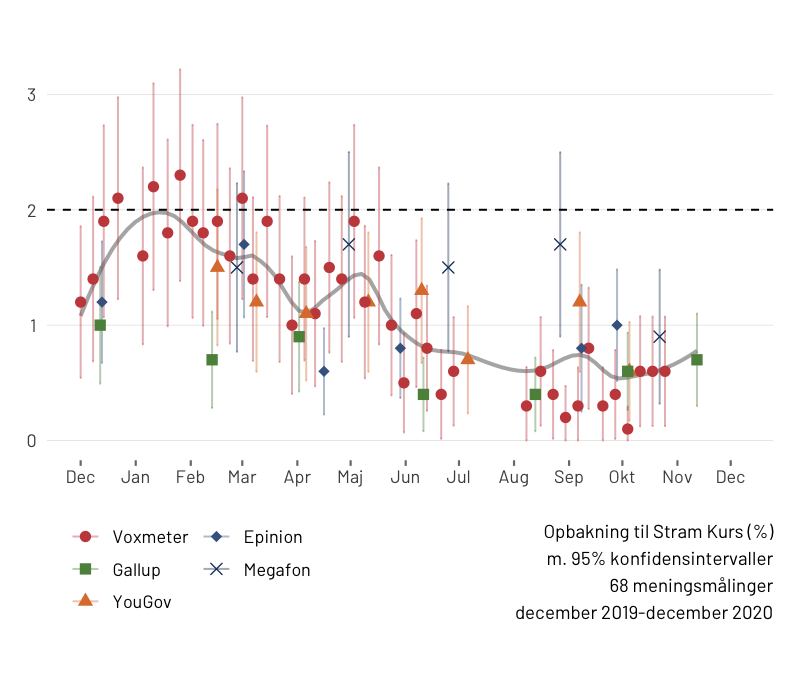 3
2
1
0
Dec Jan Feb Mar Apr Maj Jun Jul Aug Sep Okt Nov Dec
Voxmeter Epinion
Gallup Megafon
YouGov
Opbakning til Stram Kurs (%)
m. 95% konfidensintervaller
68 meningsmålinger
december 2019-december 2020